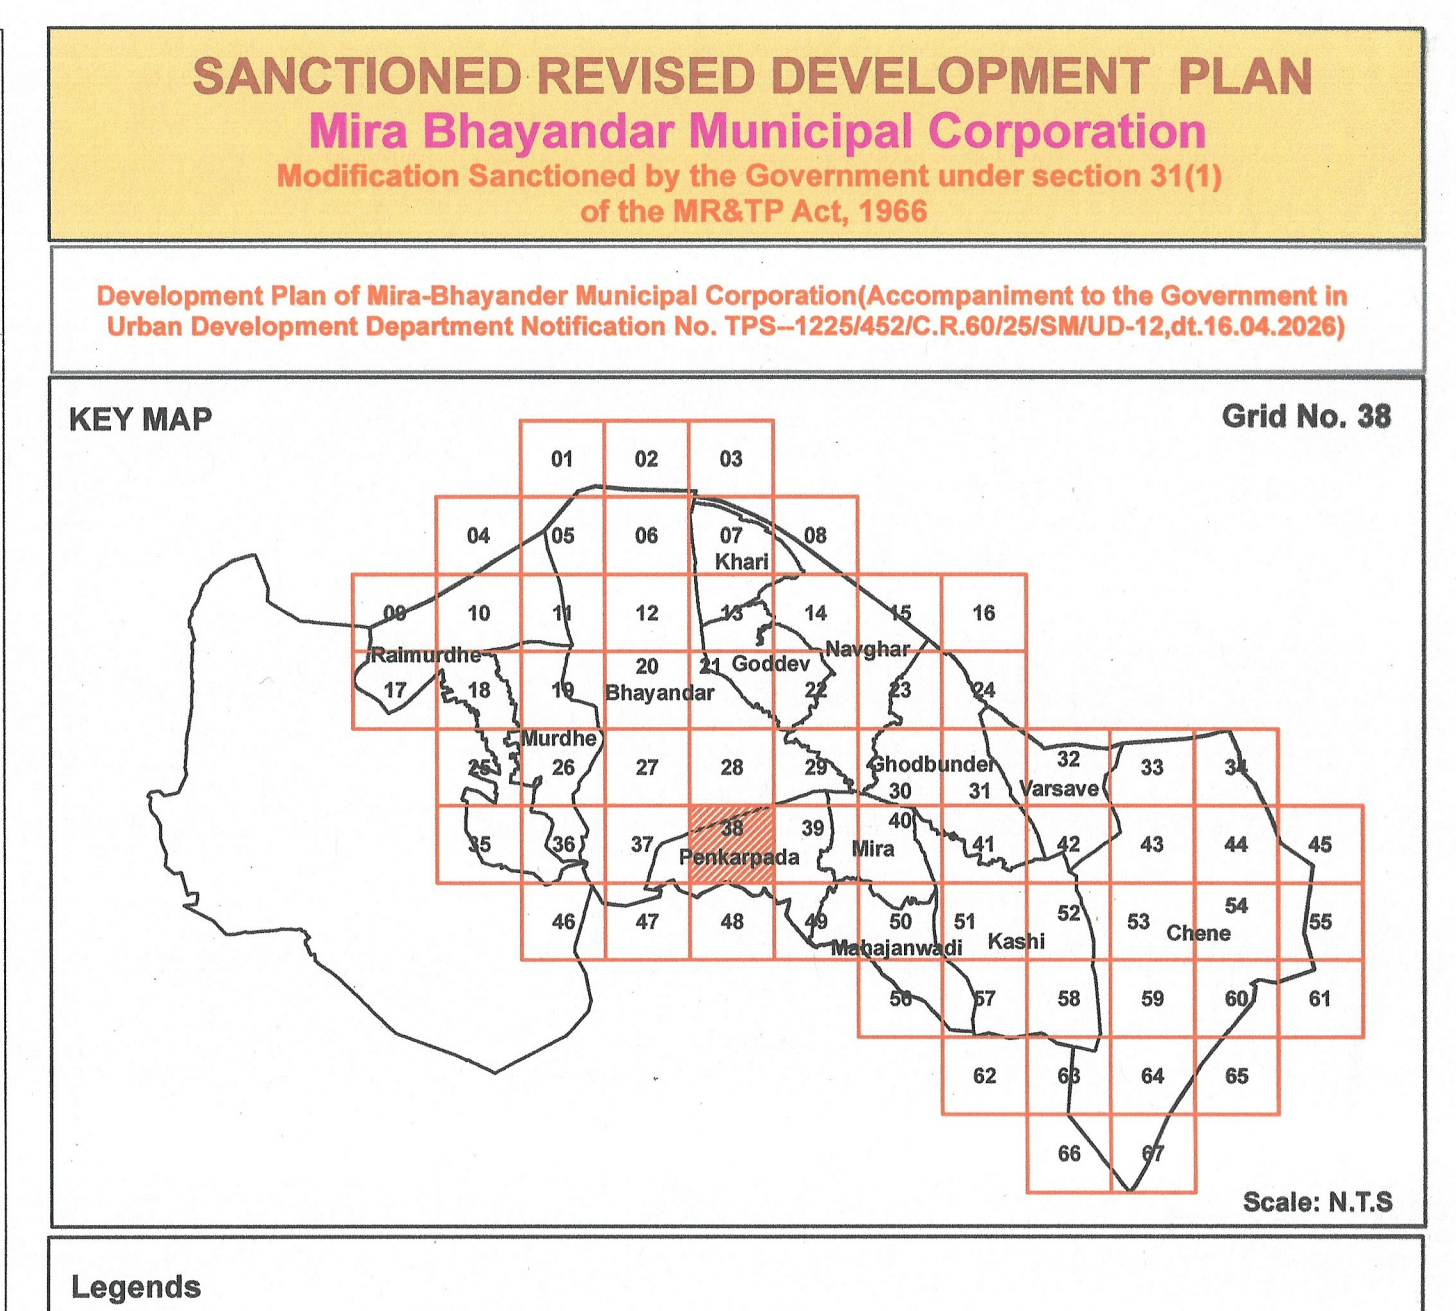 SANCTIONED REVISED DEVELOPMENT PLAN
Mira Bhayandar Municipal Corporation
Modification Sanctioned by the Government under section 31(1)
of the MR&TP Act, 1966
Development Plan of Mira-Bhayander Municipal Corporation(Accompaniment to the Government in
Urban Development Department Notification No. TPS--1225/452/C.R.60/25/SM/UD-12,dt.16.04.2026)
KEY MAP
Grid No. 38
01 02 03
04 05 06 07 08
Khari
09 10 11 12 13 14 15 16
Raimurdhe Navghar
20 21 Goddev
17 18 19 Bhayandar 22 23 24
Murdhe
25 26 27 28 29 Ghodbunder 32 33 34
30 31 Varsave
37 38 39 40
35 36 Penkarpada Mira 41 42 43 44 45
46 47 48 49 50 51 52 53 54 55
Mahajanwadi Kashi Chene
56 57 58 59 60 61
62 63 64 65
66 67
Scale: N.T.S
Legends